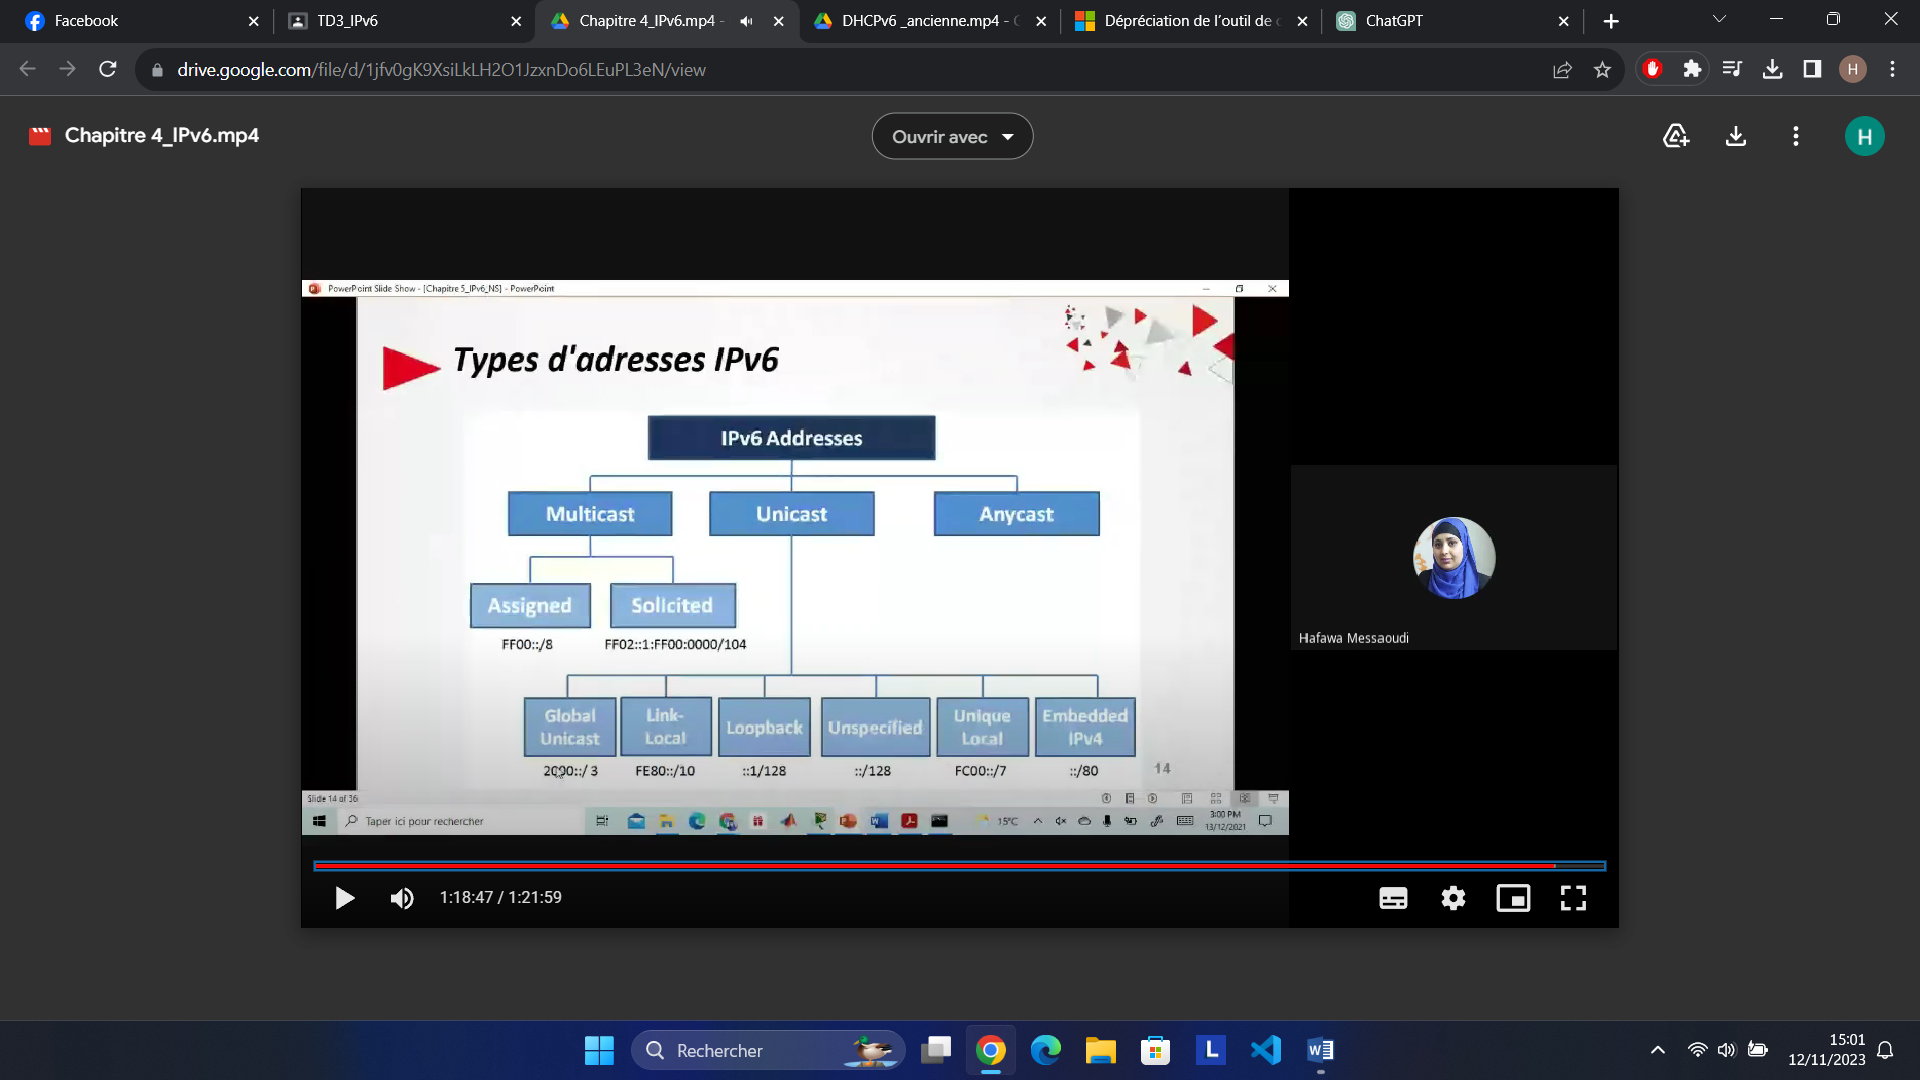 Facebook
TD3_IPv6
Chapitre 4_IPv6.mp4 -
DHCPv6 _ancienne.mp4 -
Dépréciation de l'outil de
ChatGPT
drive.google.com/file/d/1jfv0gK9XsiLkLH2O1JzxnDo6LEuPL3eN/view
H
Chapitre 4_IPv6.mp4
Ouvrir avec
H
PowerPoint Slide Show - [Chapitre 5_IPv6_NS] - PowerPoint
Types d'adresses IPv6
IPv6 Addresses
Multicast
Unicast
Anycast
Assigned
Solicited
FF00::/8
FF02::1:FF00:0000/104
Global
Unicast
Link-
Local
Loopback
Unspecified
Unique
Local
Embedded
IPv4
2000::/3
FE80::/10
::1/128
::/128
FC00::/7
::/80
14
Slide 14 of 36
Taper ici pour rechercher
15°C
3:00 PM
13/12/2021
Hafawa Messaoudi
1:18:47 / 1:21:59
Rechercher
L
15:01
12/11/2023